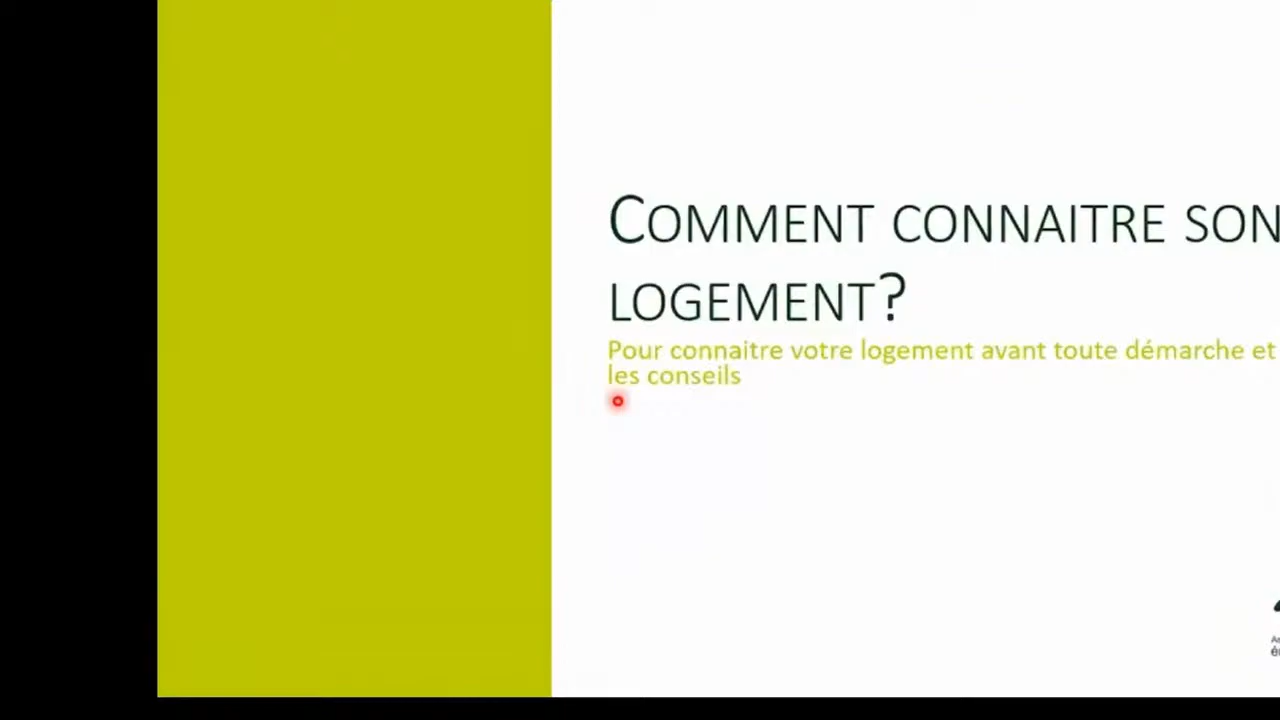 COMMENT CONNAITRE SON
LOGEMENT?
Pour connaitre votre logement avant toute démarche et
les conseils